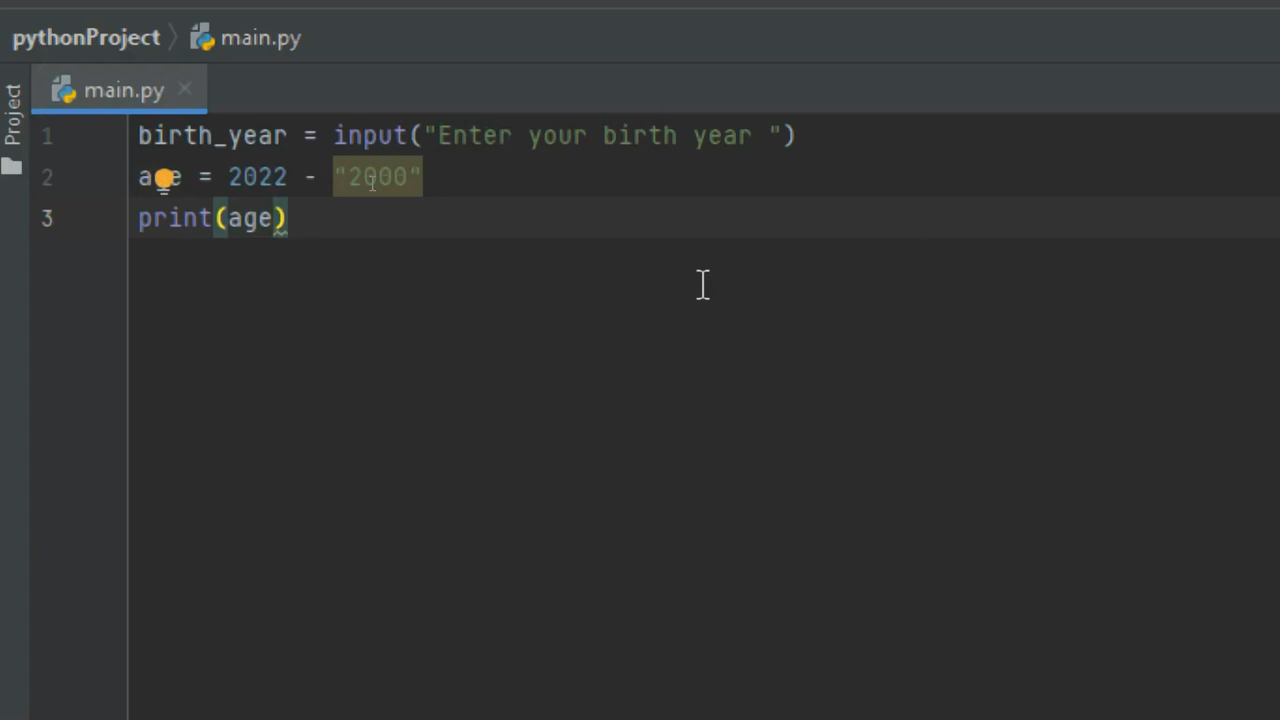 pythonProject main.py
main.py
Project
1 birth_year = input("Enter your birth year ")
2 age = 2022 - "2000"
3 print(age)